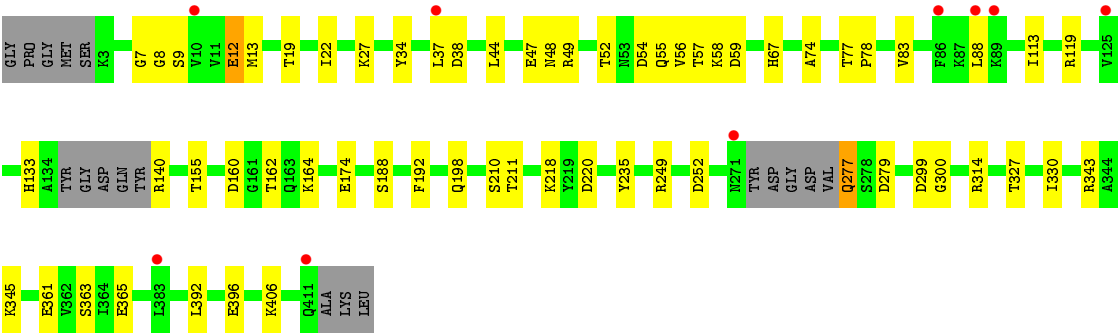 GLY PRO GLY MET SER K3 G7 G8 S9 V10 V11 E12 M13 T19 I22 K27 Y34 L37 D38 L44 E47 N48 R49 T52 N53 D54 Q55 V56 T57 K58 D59 H67 A74 T77 P78 V83 F86 K87 L88 K89 I113 R119 V125
H133 A134 TYR GLY ASP GLN TYR R140 T155 D160 G161 T162 Q163 K164 E174 S188 F192 Q198 S210 T211 K218 Y219 D220 Y235 R249 D252 N271 TYR ASP GLY ASP VAL Q277 S278 D279 D299 G300 R314 T327 I330 R343 A344
K345 E361 V362 S363 I364 E365 L383 L392 E396 K406 Q411 ALA LYS LEU